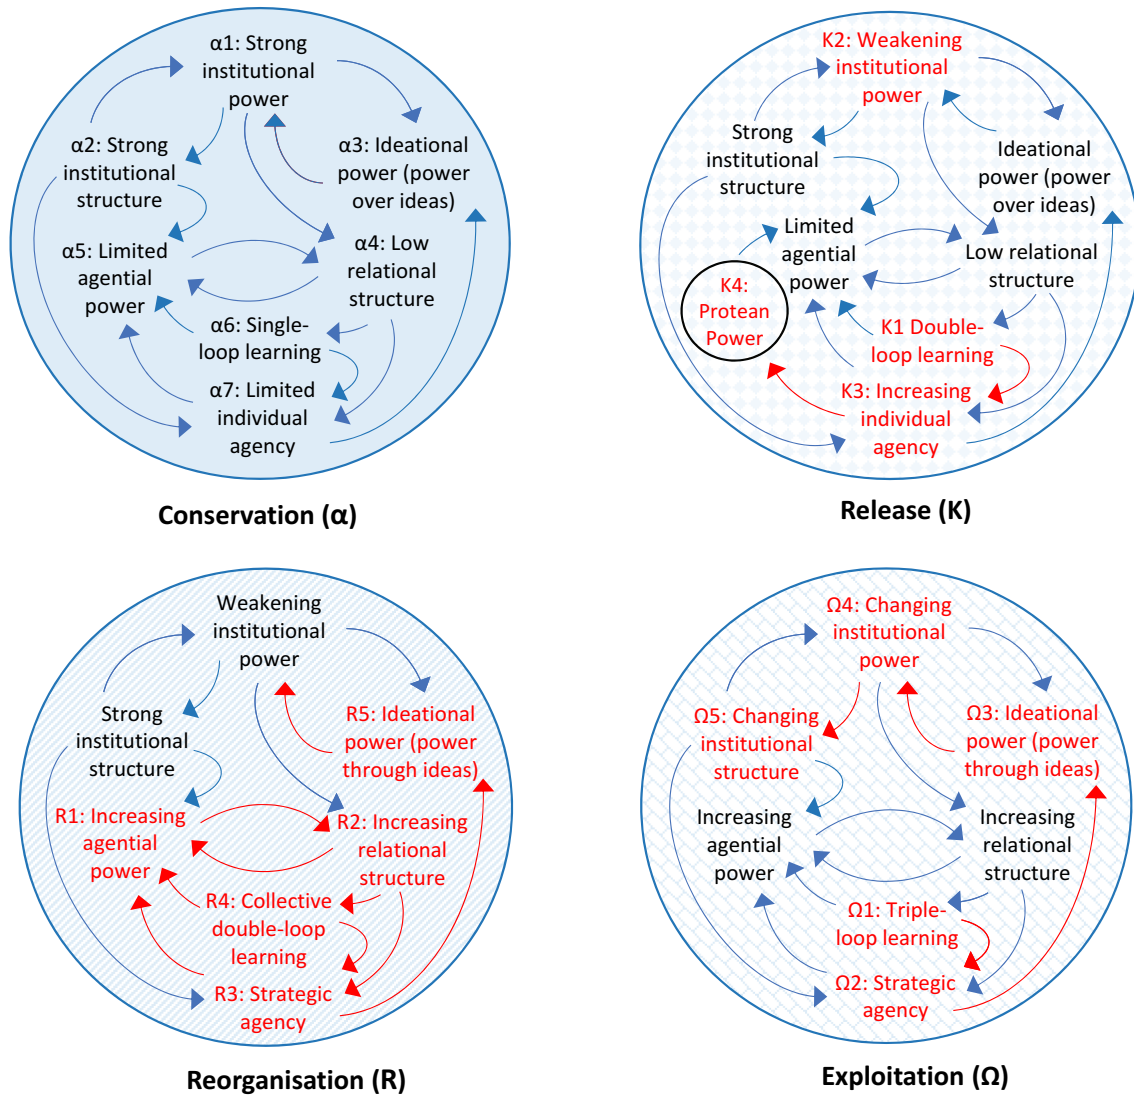 α1: Strong
institutional
power
α2: Strong
institutional
structure
α3: Ideational
power (power
over ideas)
α4: Low
relational
structure
α5: Limited
agential
power
α6: Single-
loop learning
α7: Limited
individual
agency
Conservation (α)
K2: Weakening
institutional
power
Strong
institutional
structure
Ideational
power (power
over ideas)
Limited
agential
power
Low relational
structure
K4:
Protean
Power
K1 Double-
loop learning
K3: Increasing
individual
agency
Release (K)
Weakening
institutional
power
Strong
institutional
structure
R5: Ideational
power (power
through ideas)
R1: Increasing
agential
power
R2: Increasing
relational
structure
R4: Collective
double-loop
learning
R3: Strategic
agency
Reorganisation (R)
Ω4: Changing
institutional
power
Ω5: Changing
institutional
structure
Ω3: Ideational
power (power
through ideas)
Increasing
agential
power
Increasing
relational
structure
Ω1: Triple-
loop learning
Ω2: Strategic
agency
Exploitation (Ω)